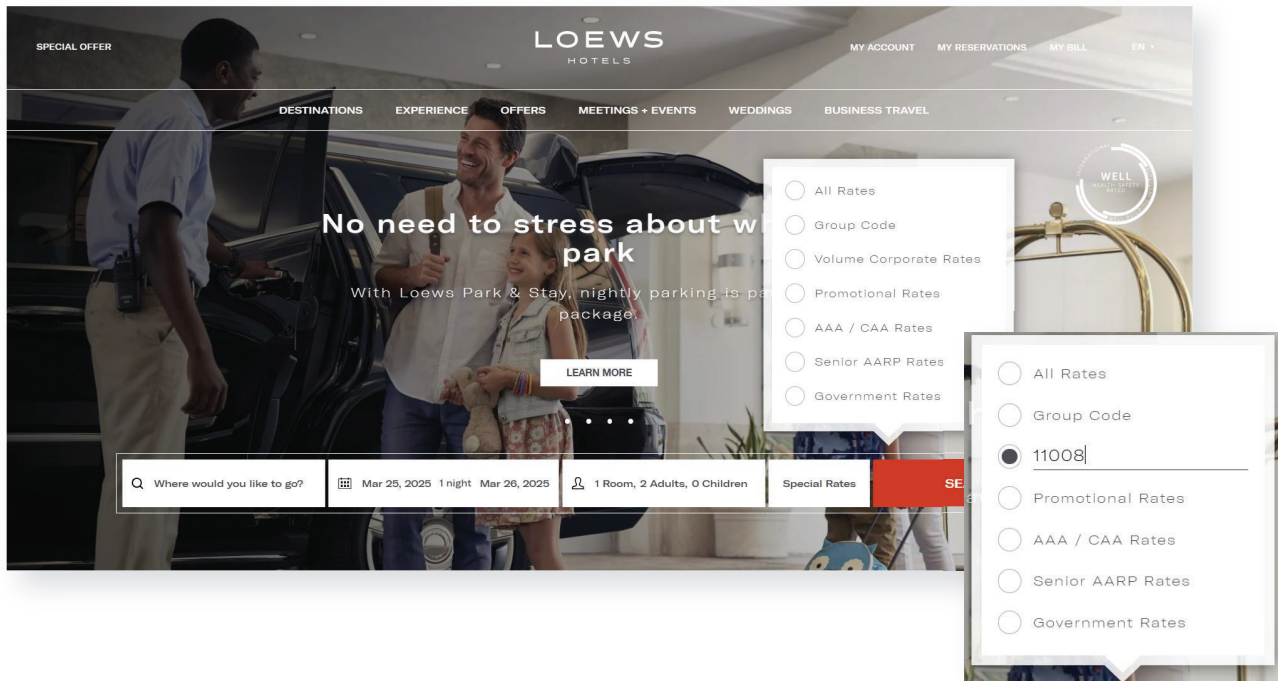 SPECIAL OFFER
LOEWS
HOTELS
MY ACCOUNT MY RESERVATIONS MY BILL EN
DESTINATIONS EXPERIENCE OFFERS MEETINGS + EVENTS WEDDINGS BUSINESS TRAVEL
WELL
HEALTH-SAFETY
RATED
No need to stress about
park
With Loews Park & Stay, nightly parking is
package.
LEARN MORE
All Rates
Group Code
Volume Corporate Rates
Promotional Rates
AAA / CAA Rates
Senior AARP Rates
Government Rates
Where would you like to go? Mar 25, 2025 1 night Mar 26, 2025 1 Room, 2 Adults, 0 Children Special Rates
All Rates
Group Code
11008
Promotional Rates
AAA / CAA Rates
Senior AARP Rates
Government Rates